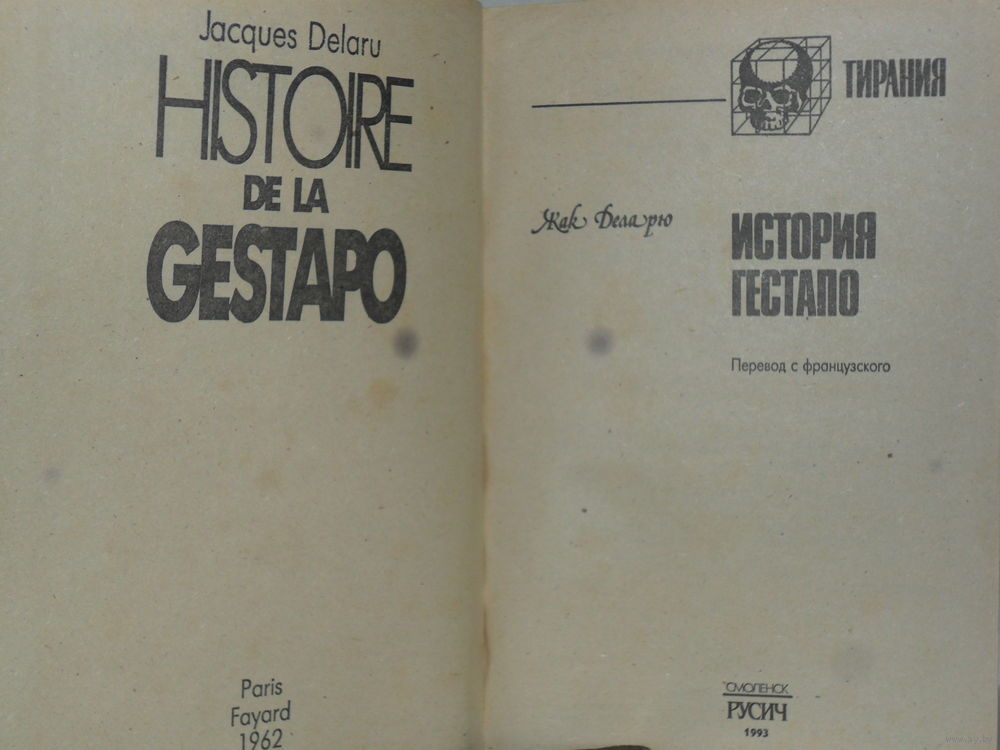 Jacques Delaru
HISTOIRE
DE LA
GESTAPO
Paris
Fayard
1962
ТИРАНИЯ
Жак Деларю
ИСТОРИЯ
ГЕСТАПО
Перевод с французского
СМОЛЕНСК
РУСИЧ
1993